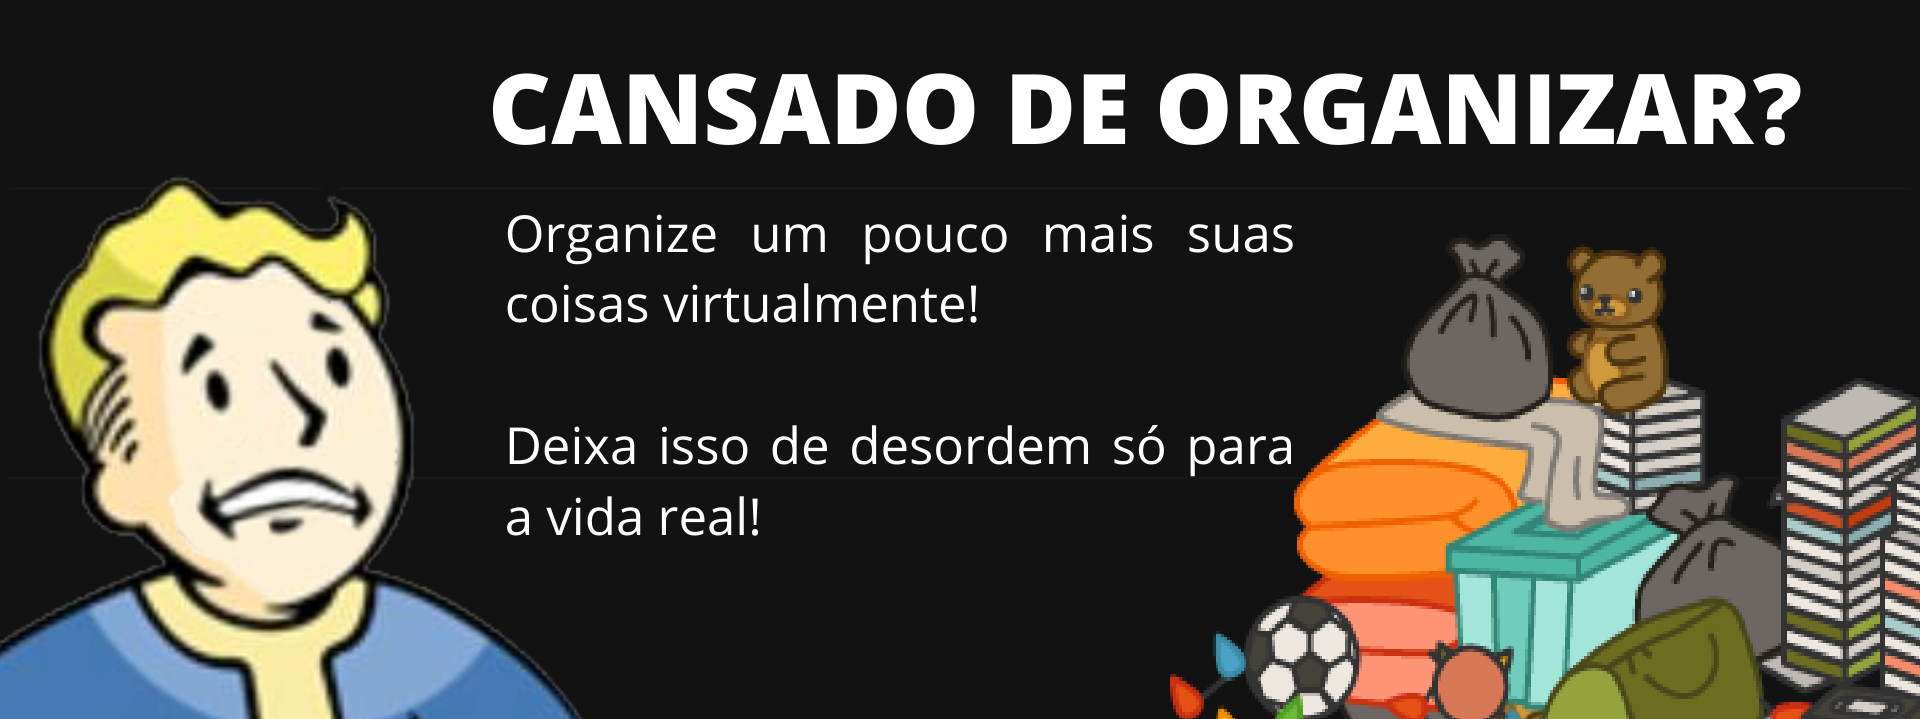 CANSADO DE ORGANIZAR?
Organize um pouco mais suas
coisas virtualmente!
Deixa isso de desordem só para
a vida real!